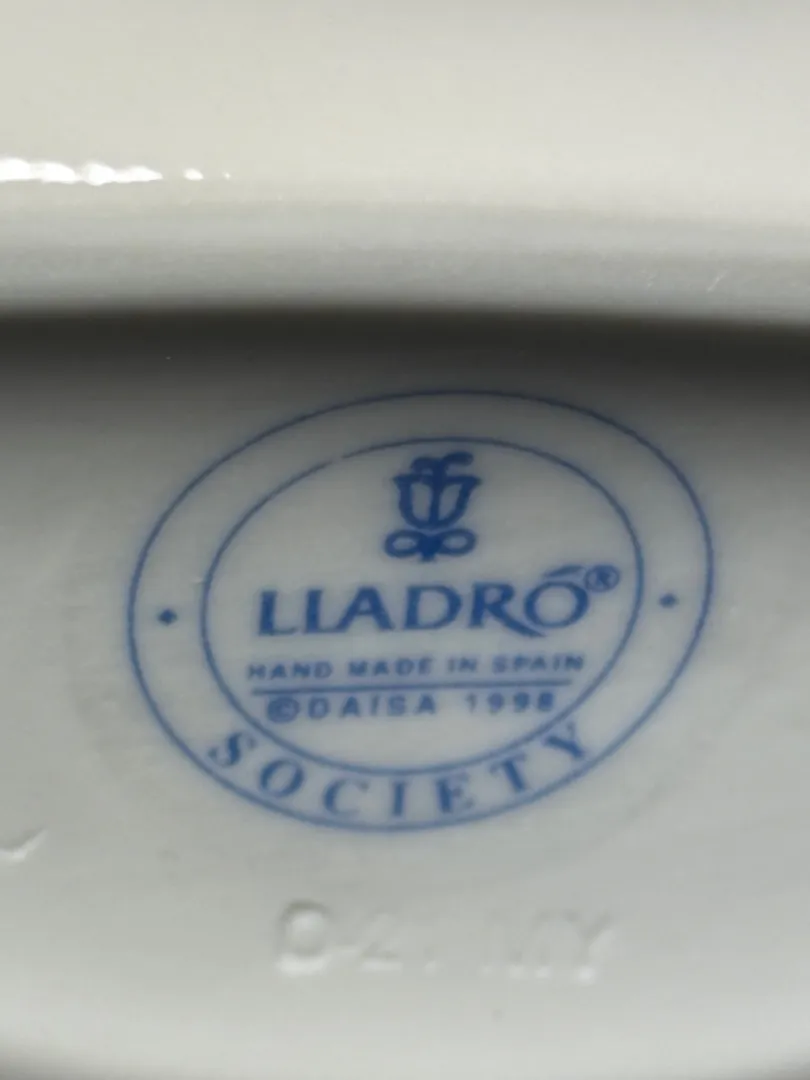 LLADRÓ®
HAND MADE IN SPAIN
©DAISA 1998
SOCIETY